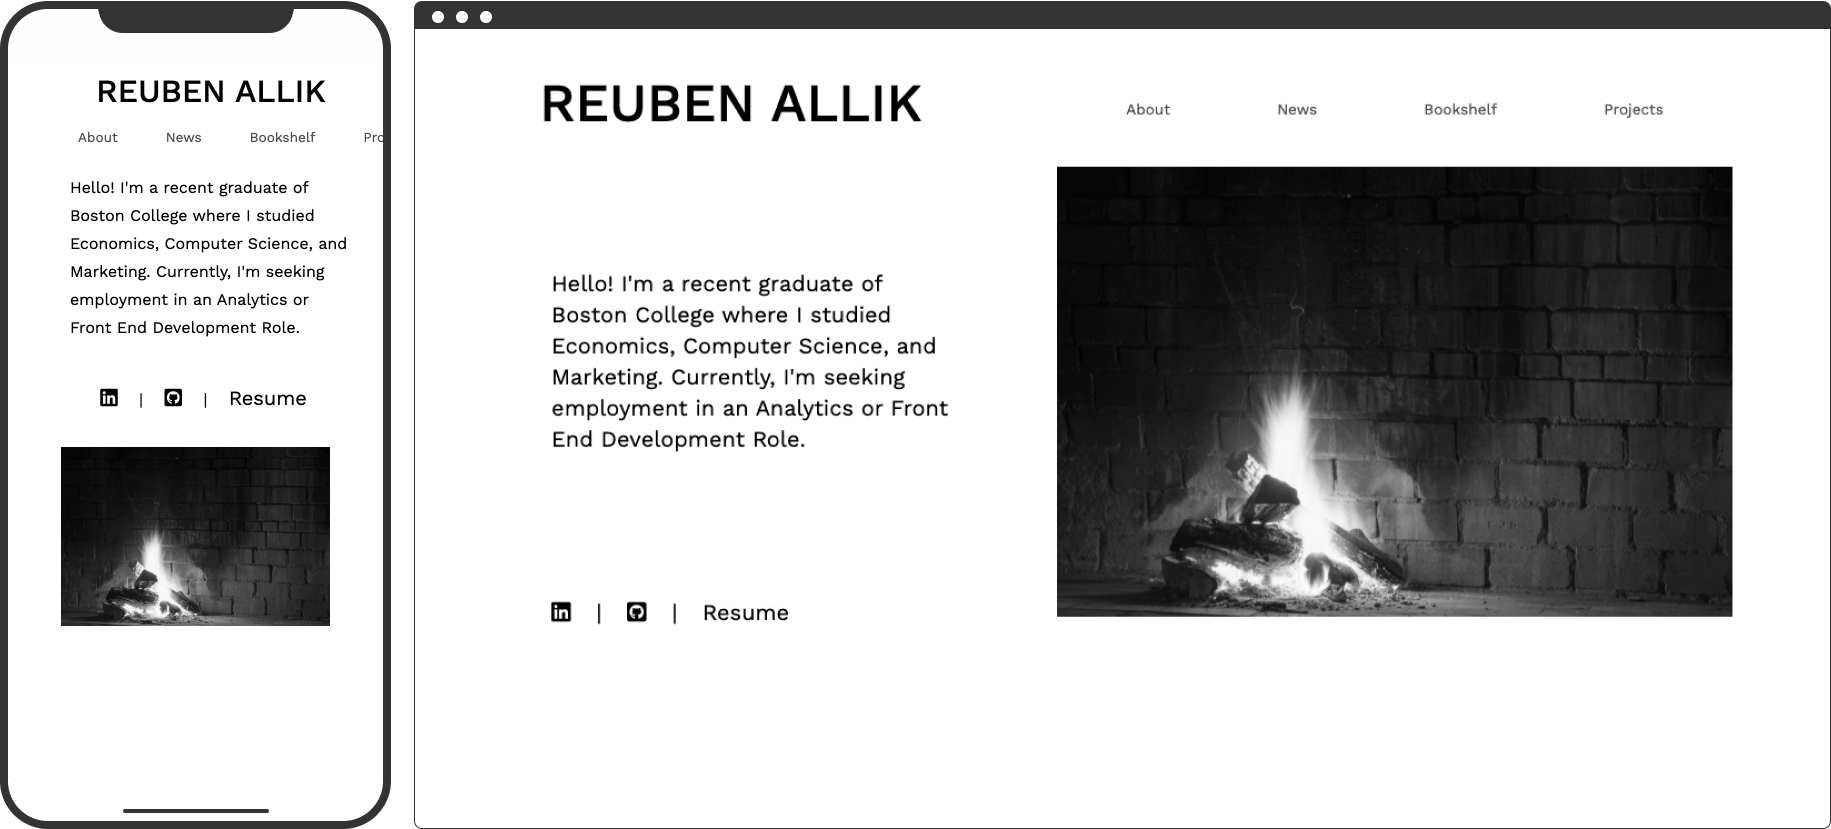 REUBEN ALLIK
About News Bookshelf Pro
Hello! I'm a recent graduate of
Boston College where I studied
Economics, Computer Science, and
Marketing. Currently, I'm seeking
employment in an Analytics or
Front End Development Role.
in | | Resume
REUBEN ALLIK
About News Bookshelf Projects
Hello! I'm a recent graduate of
Boston College where I studied
Economics, Computer Science, and
Marketing. Currently, I'm seeking
employment in an Analytics or Front
End Development Role.
in | | Resume